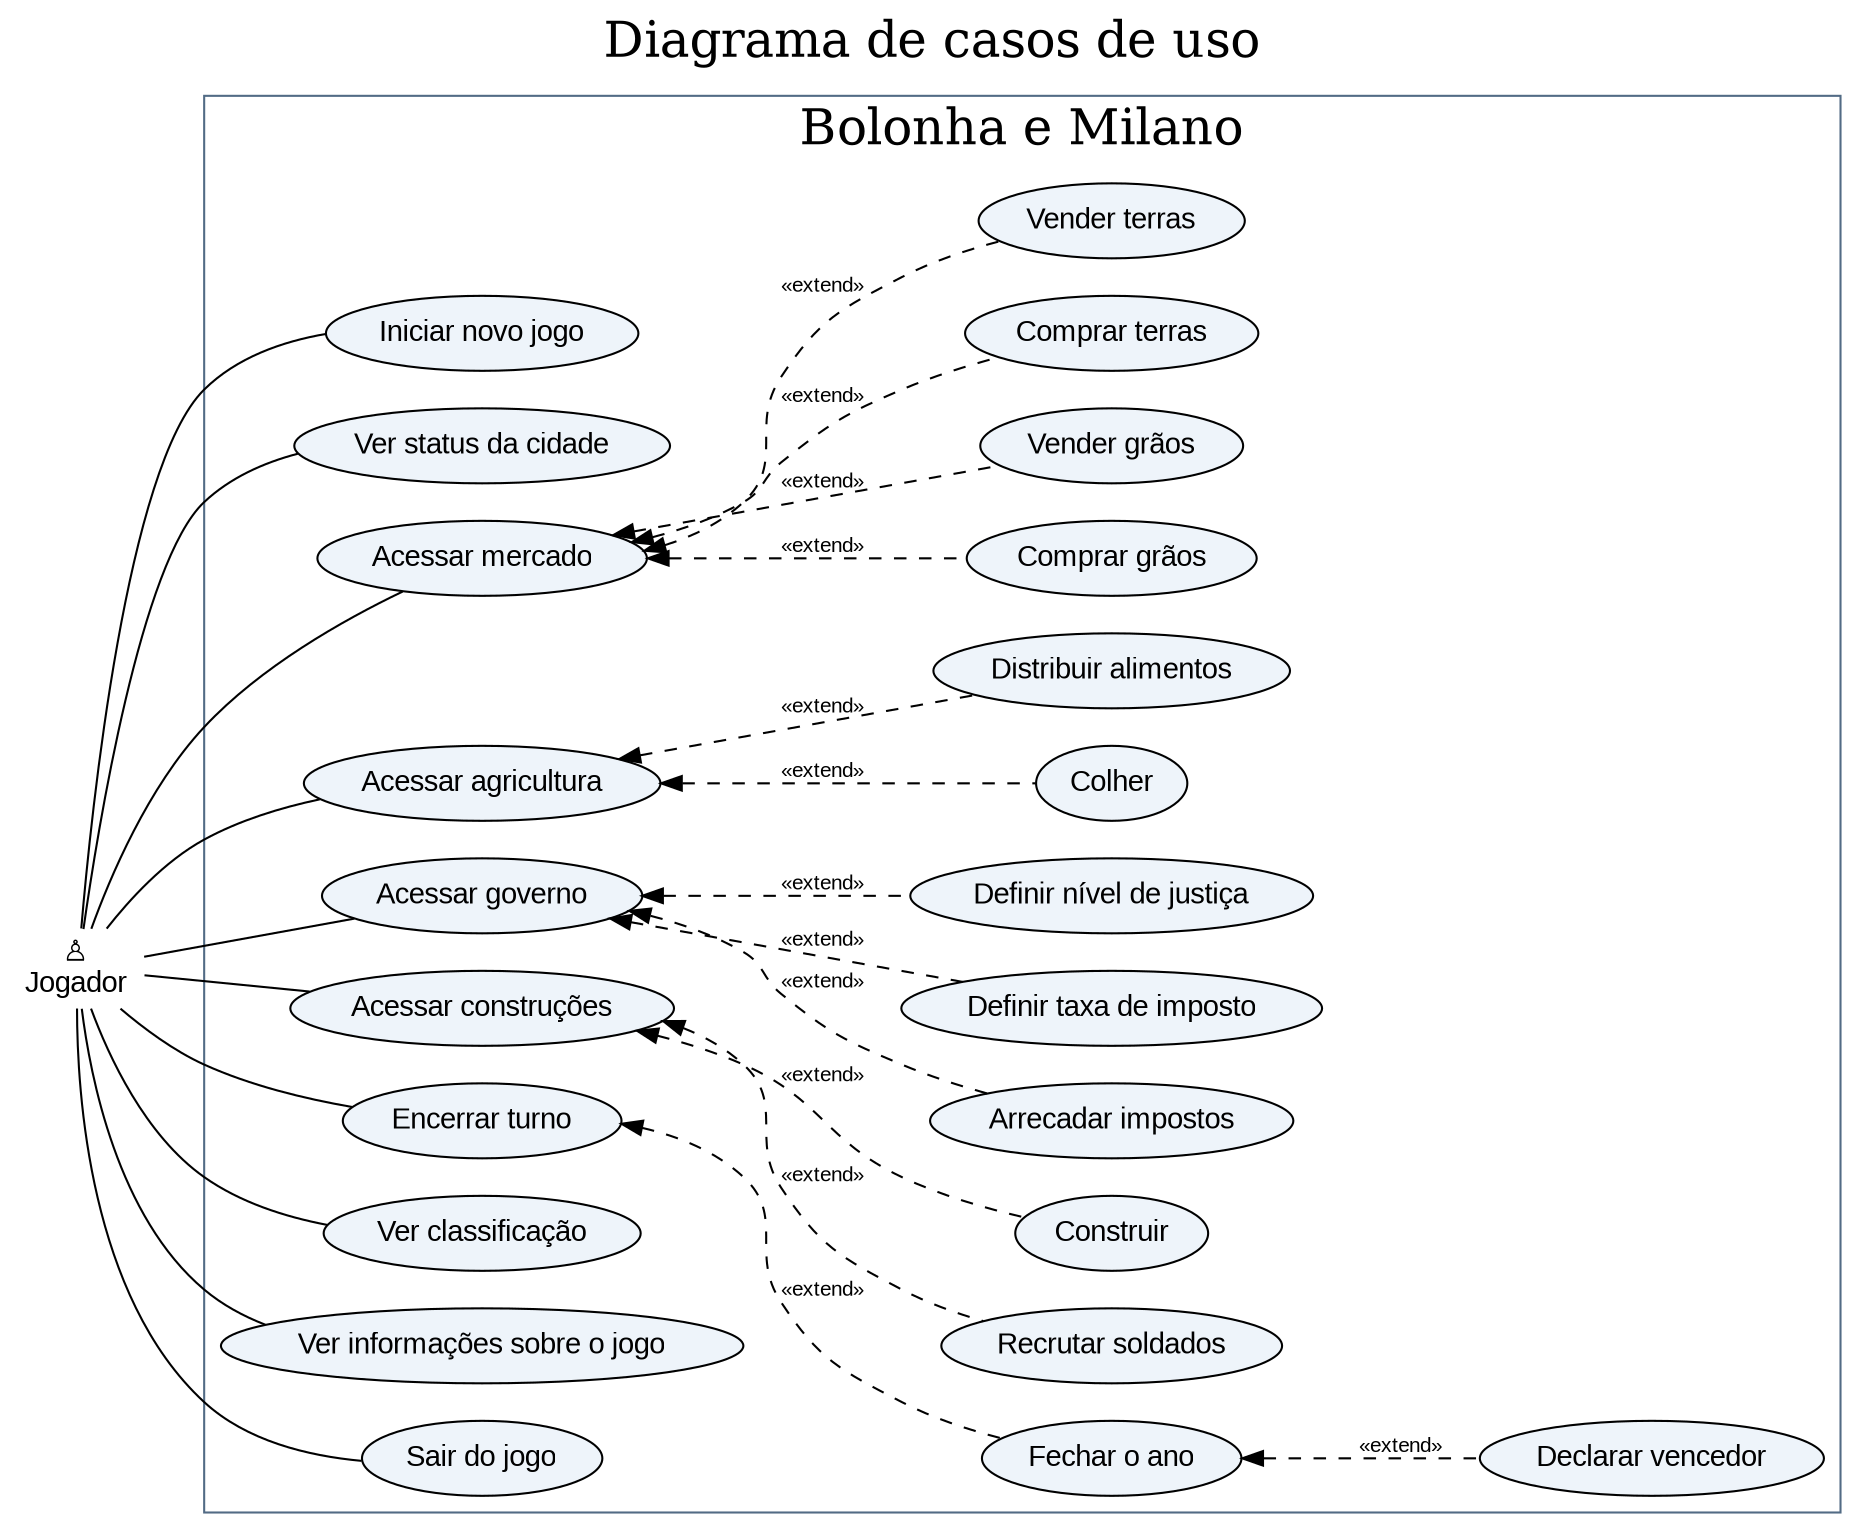 Diagrama de casos de uso
Bolonha e Milano
Vender terras
«extend»
Iniciar novo jogo
Comprar terras
«extend»
Ver status da cidade
Vender grãos
«extend»
Acessar mercado
«extend»
Comprar grãos
Distribuir alimentos
«extend»
Acessar agricultura
«extend»
Colher
Acessar governo
«extend»
Definir nível de justiça
«extend»
Jogador
«extend»
Acessar construções
Definir taxa de imposto
«extend»
Encerrar turno
Arrecadar impostos
«extend»
Ver classificação
Construir
«extend»
Ver informações sobre o jogo
Recrutar soldados
Sair do jogo
Fechar o ano
«extend»
Declarar vencedor